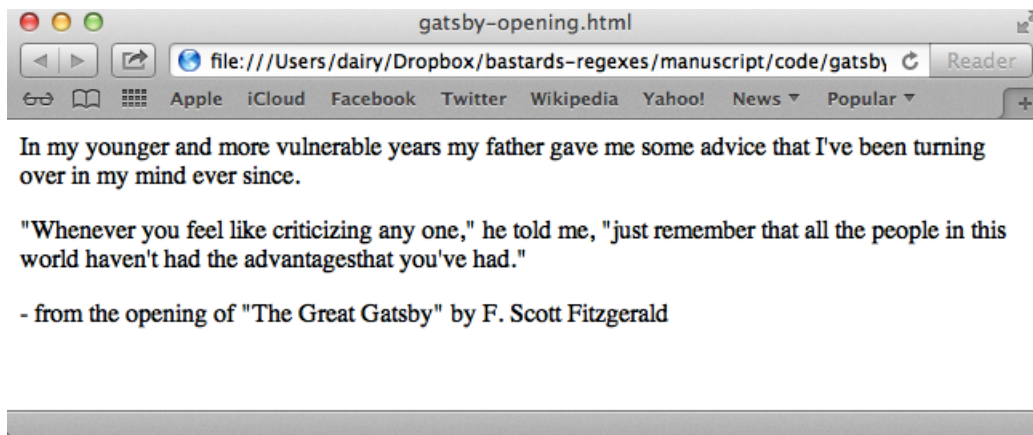 gatsby-opening.html
file:///Users/dairy/Dropbox/bastards-regexes/manuscript/code/gatsby
Reader
Apple iCloud Facebook Twitter Wikipedia Yahoo! News Popular
In my younger and more vulnerable years my father gave me some advice that I've been turning
over in my mind ever since.
"Whenever you feel like criticizing any one," he told me, "just remember that all the people in this
world haven't had the advantagesthat you've had."
- from the opening of "The Great Gatsby" by F. Scott Fitzgerald